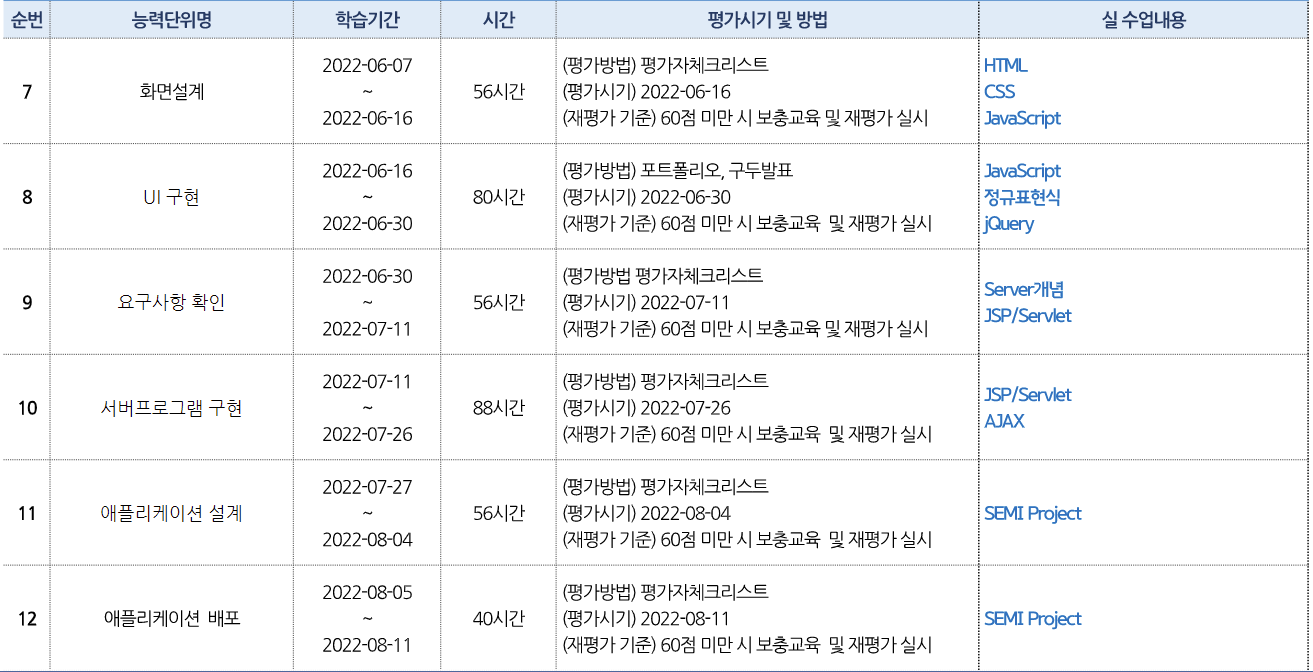 순번 능력단위명 학습기간 시간 평가시기 및 방법 실 수업내용
7 화면설계 2022-06-07 ~ 2022-06-16 56시간
(평가방법) 평가자체크리스트
(평가시기) 2022-06-16
(재평가 기준) 60점 미만 시 보충교육 및 재평가 실시
HTML
CSS
JavaScript
8 UI 구현 2022-06-16 ~ 2022-06-30 80시간
(평가방법) 포트폴리오, 구두발표
(평가시기) 2022-06-30
(재평가 기준) 60점 미만 시 보충교육 및 재평가 실시
JavaScript
정규표현식
jQuery
9 요구사항 확인 2022-06-30 ~ 2022-07-11 56시간
(평가방법 평가자체크리스트
(평가시기) 2022-07-11
(재평가 기준) 60점 미만 시 보충교육 및 재평가 실시
Server개념
JSP/Servlet
10 서버프로그램 구현 2022-07-11 ~ 2022-07-26 88시간
(평가방법) 평가자체크리스트
(평가시기) 2022-07-26
(재평가 기준) 60점 미만 시 보충교육 및 재평가 실시
JSP/Servlet
AJAX
11 애플리케이션 설계 2022-07-27 ~ 2022-08-04 56시간
(평가방법) 평가자체크리스트
(평가시기) 2022-08-04
(재평가 기준) 60점 미만 시 보충교육 및 재평가 실시
SEMI Project
12 애플리케이션 배포 2022-08-05 ~ 2022-08-11 40시간
(평가방법) 평가자체크리스트
(평가시기) 2022-08-11
(재평가 기준) 60점 미만 시 보충교육 및 재평가 실시
SEMI Project